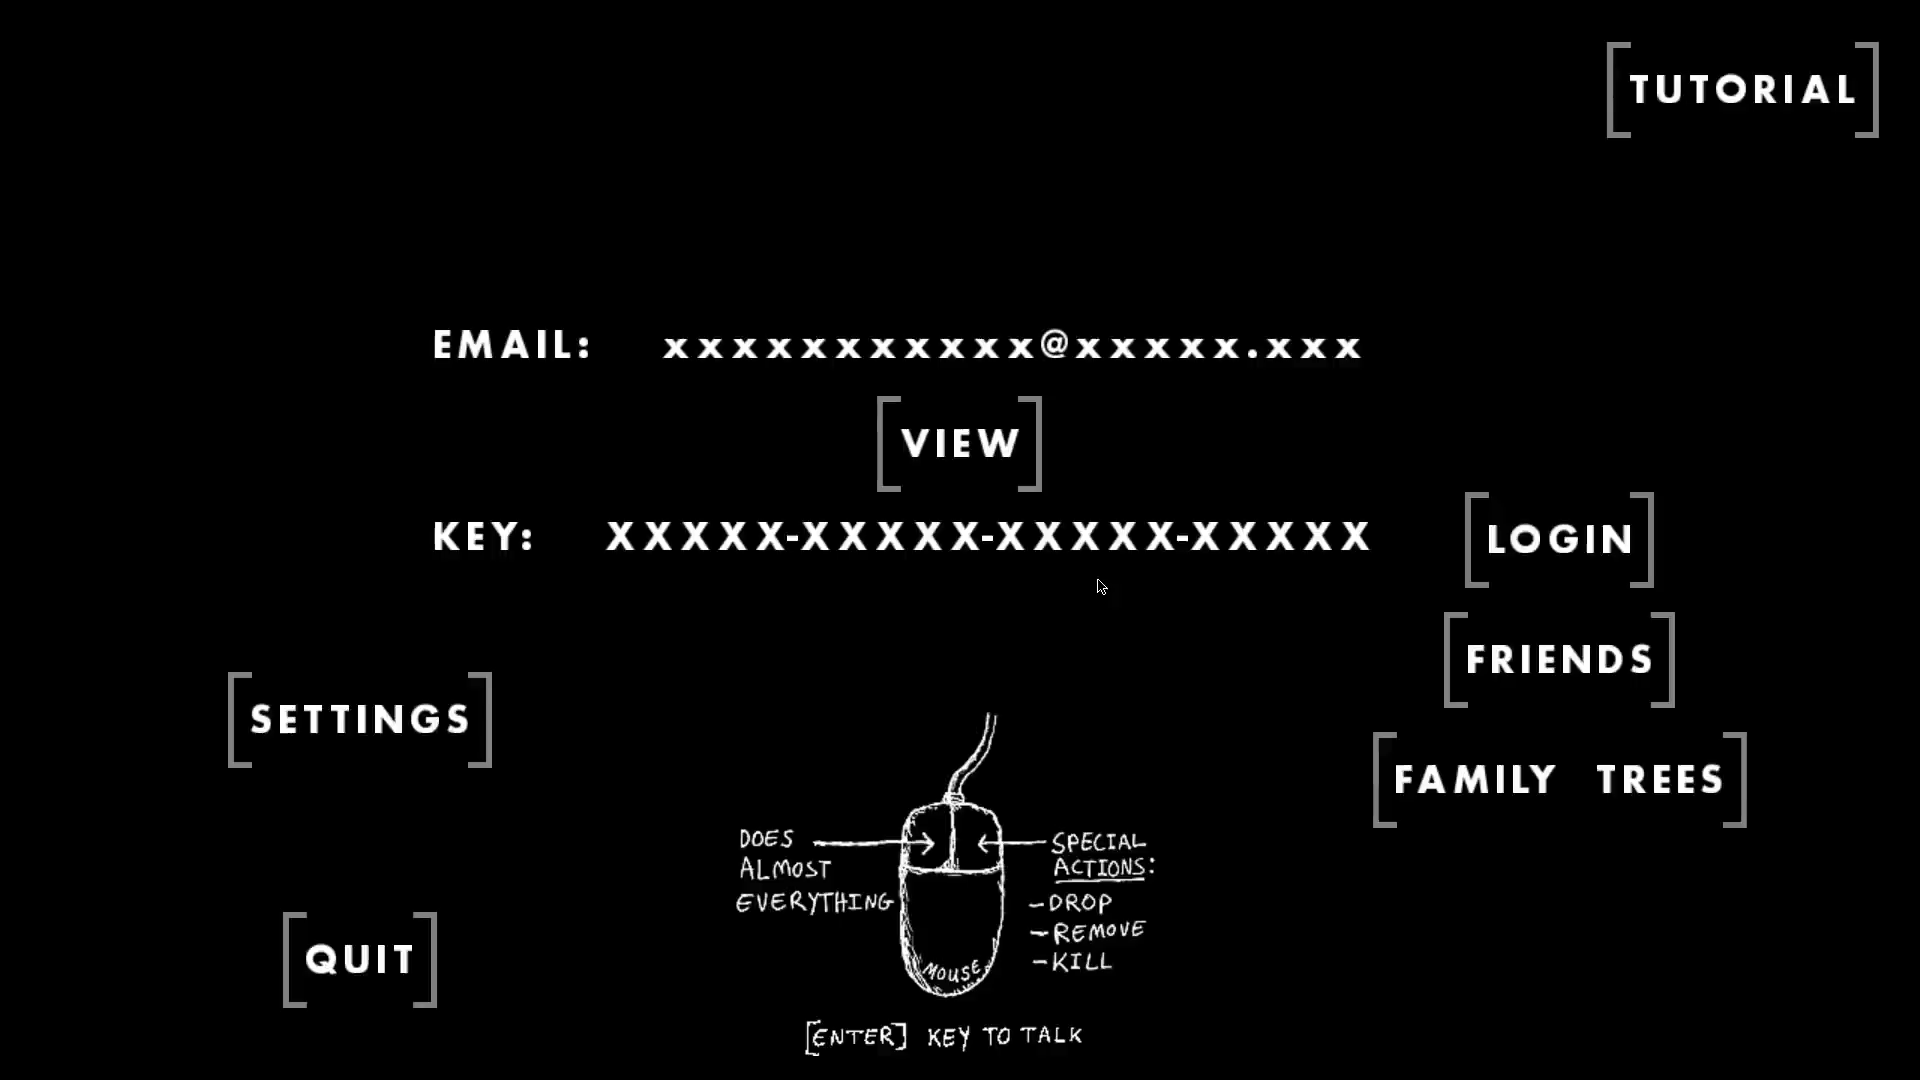 TUTORIAL
EMAIL: xxxxxxxxxxx@xxxxx.xxx
VIEW
KEY: XXXXX-XXXXX-XXXXX-XXXXX
LOGIN
FRIENDS
SETTINGS
FAMILY TREES
DOES
ALMOST
EVERYTHING
SPECIAL
ACTIONS:
-DROP
-REMOVE
-KILL
MOUSE
QUIT
[ENTER] KEY TO TALK